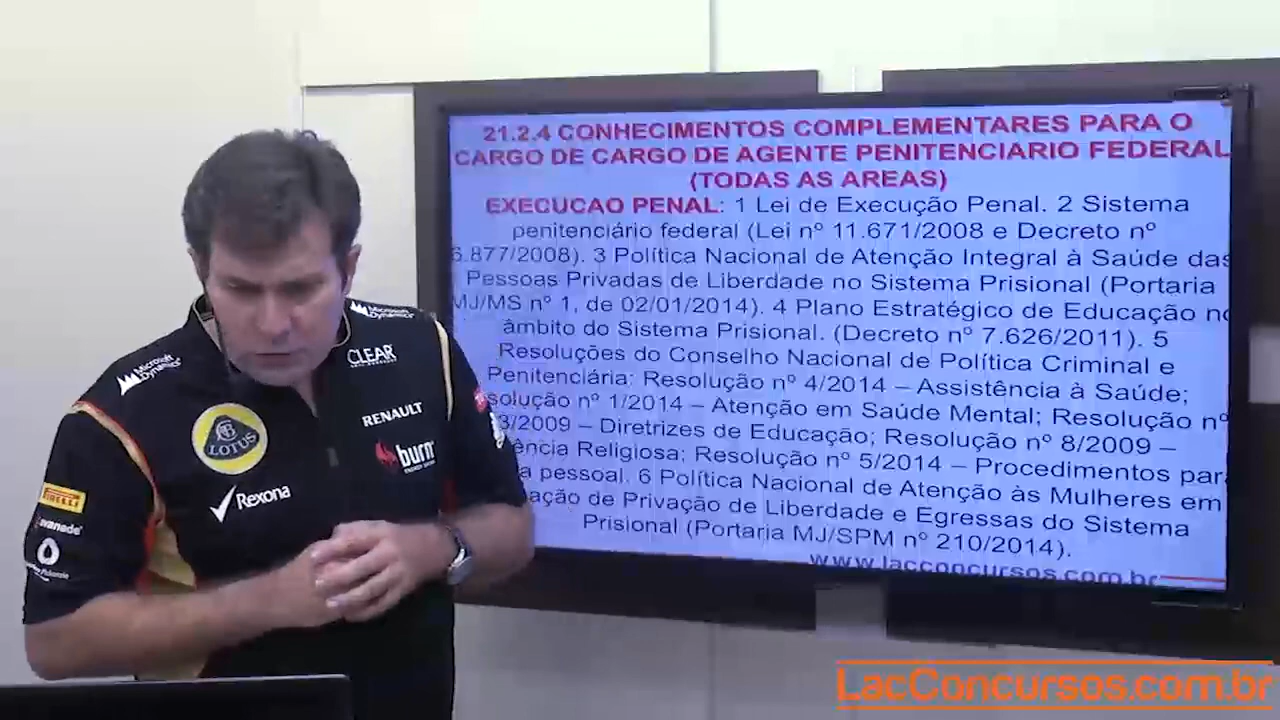 21.2.4 CONHECIMENTOS COMPLEMENTARES PARA O
CARGO DE CARGO DE AGENTE PENITENCIARIO FEDERAL
(TODAS AS AREAS)
EXECUCAO PENAL: 1 Lei de Execução Penal. 2 Sistema
penitenciário federal (Lei nº 11.671/2008 e Decreto nº
6.877/2008). 3 Política Nacional de Atenção Integral à Saúde das
Pessoas Privadas de Liberdade no Sistema Prisional (Portaria
MJ/MS nº 1, de 02/01/2014). 4 Plano Estratégico de Educação no
âmbito do Sistema Prisional. (Decreto nº 7.626/2011). 5
Resoluções do Conselho Nacional de Política Criminal e
Penitenciária: Resolução nº 4/2014 – Assistência à Saúde;
solução nº 1/2014 – Atenção em Saúde Mental; Resolução nº
3/2009 – Diretrizes de Educação; Resolução nº 8/2009 –
ência Religiosa; Resolução nº 5/2014 – Procedimentos para
a pessoal. 6 Política Nacional de Atenção às Mulheres em
ação de Privação de Liberdade e Egressas do Sistema
Prisional (Portaria MJ/SPM nº 210/2014).
www.lacconcursos.com.br
Microsoft Dynamics
Microsoft Dynamics
CLEAR
LOTUS
RENAULT
burn
ENERGY DRINK
Rexona
PIRELLI
avanade
LacConcursos.com.br